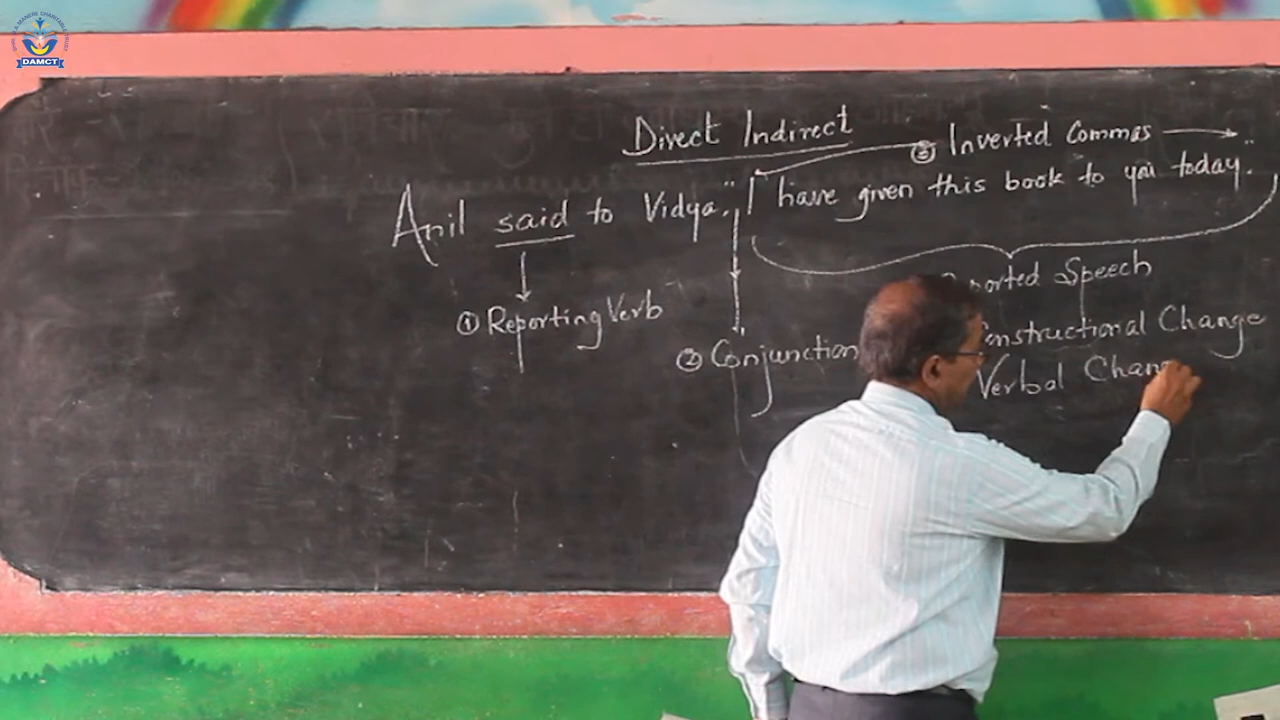 DAMCT
Direct Indirect
③ Inverted Commas
Anil said to Vidya, "I have given this book to you today."
Speech
① Reporting Verb
② Conjunction
Change
Verbal